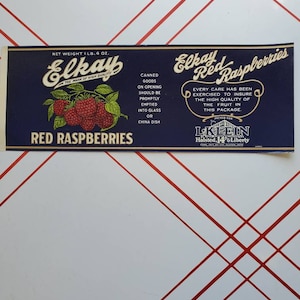 NET WEIGHT 1 LB. 4 OZ.
Elkay
RED RASPBERRIES
CANNED
GOODS
ON OPENING
SHOULD BE
PROMPTLY
EMPTIED
INTO GLASS
OR
CHINA DISH
Elkay
Red
Raspberries
EVERY CARE HAS BEEN
EXERCISED TO INSURE
THE HIGH QUALITY OF
THE FRUIT IN
THIS PACKAGE
L. KLEIN
Halsted, 14th & Liberty